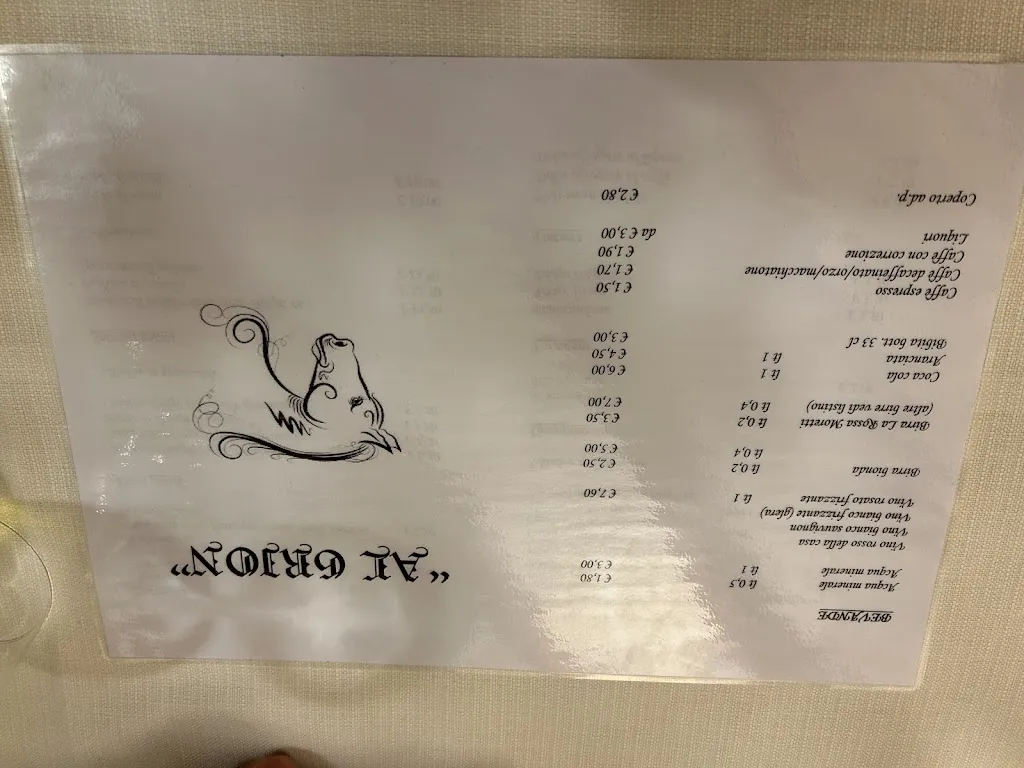 BEVANDE
Acqua minerale lt 0,5 € 1,80
Acqua minerale lt 1 € 3,00
Vino rosso della casa
Vino bianco sauvignon
Vino bianco frizzante (glera)
Vino rosato frizzante lt 1 € 7,60
Birra bionda lt 0,2 € 2,50
lt 0,4 € 5,00
Birra La Rossa Moretti lt 0,2 € 3,50
(altre birre vedi listino) lt 0,4 € 7,00
Coca cola lt 1 € 6,00
Aranciata lt 1 € 4,50
Bibita bott. 33 cl € 3,00
Caffè espresso € 1,50
Caffè decaffeinato/orzo/macchiatone € 1,70
Caffè con correzione € 1,90
Liquori da € 3,00
Coperto ad.p. € 2,80
"AL GRION"